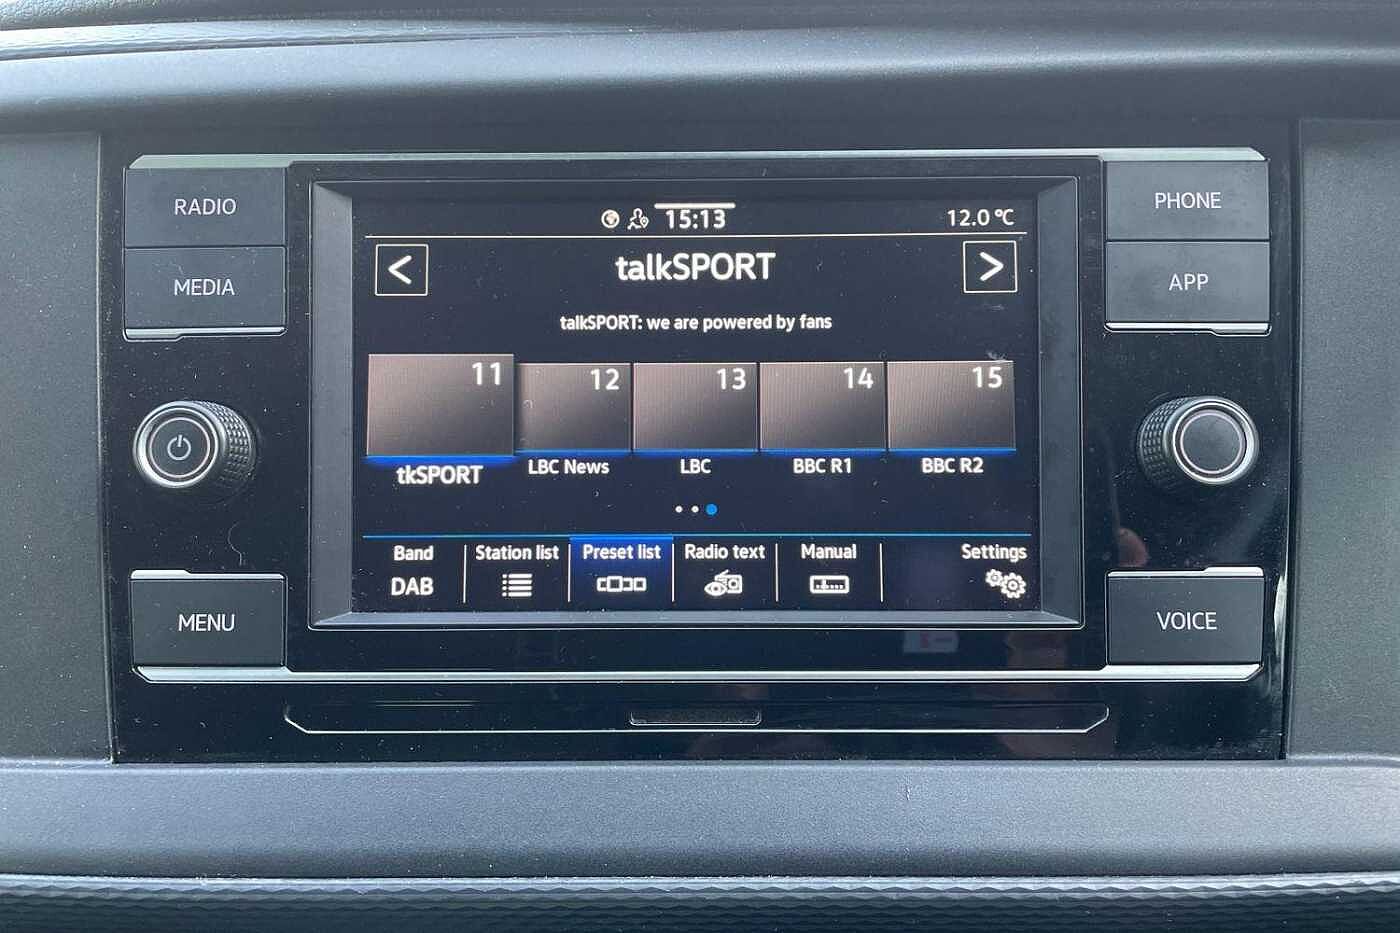 RADIO
MEDIA
MENU
15:13
12.0 °C
<
talkSPORT
>
talkSPORT: we are powered by fans
11
12
13
14
15
tkSPORT
LBC News
LBC
BBC R1
BBC R2
Band
Station list
Preset list
Radio text
Manual
Settings
DAB
PHONE
APP
VOICE